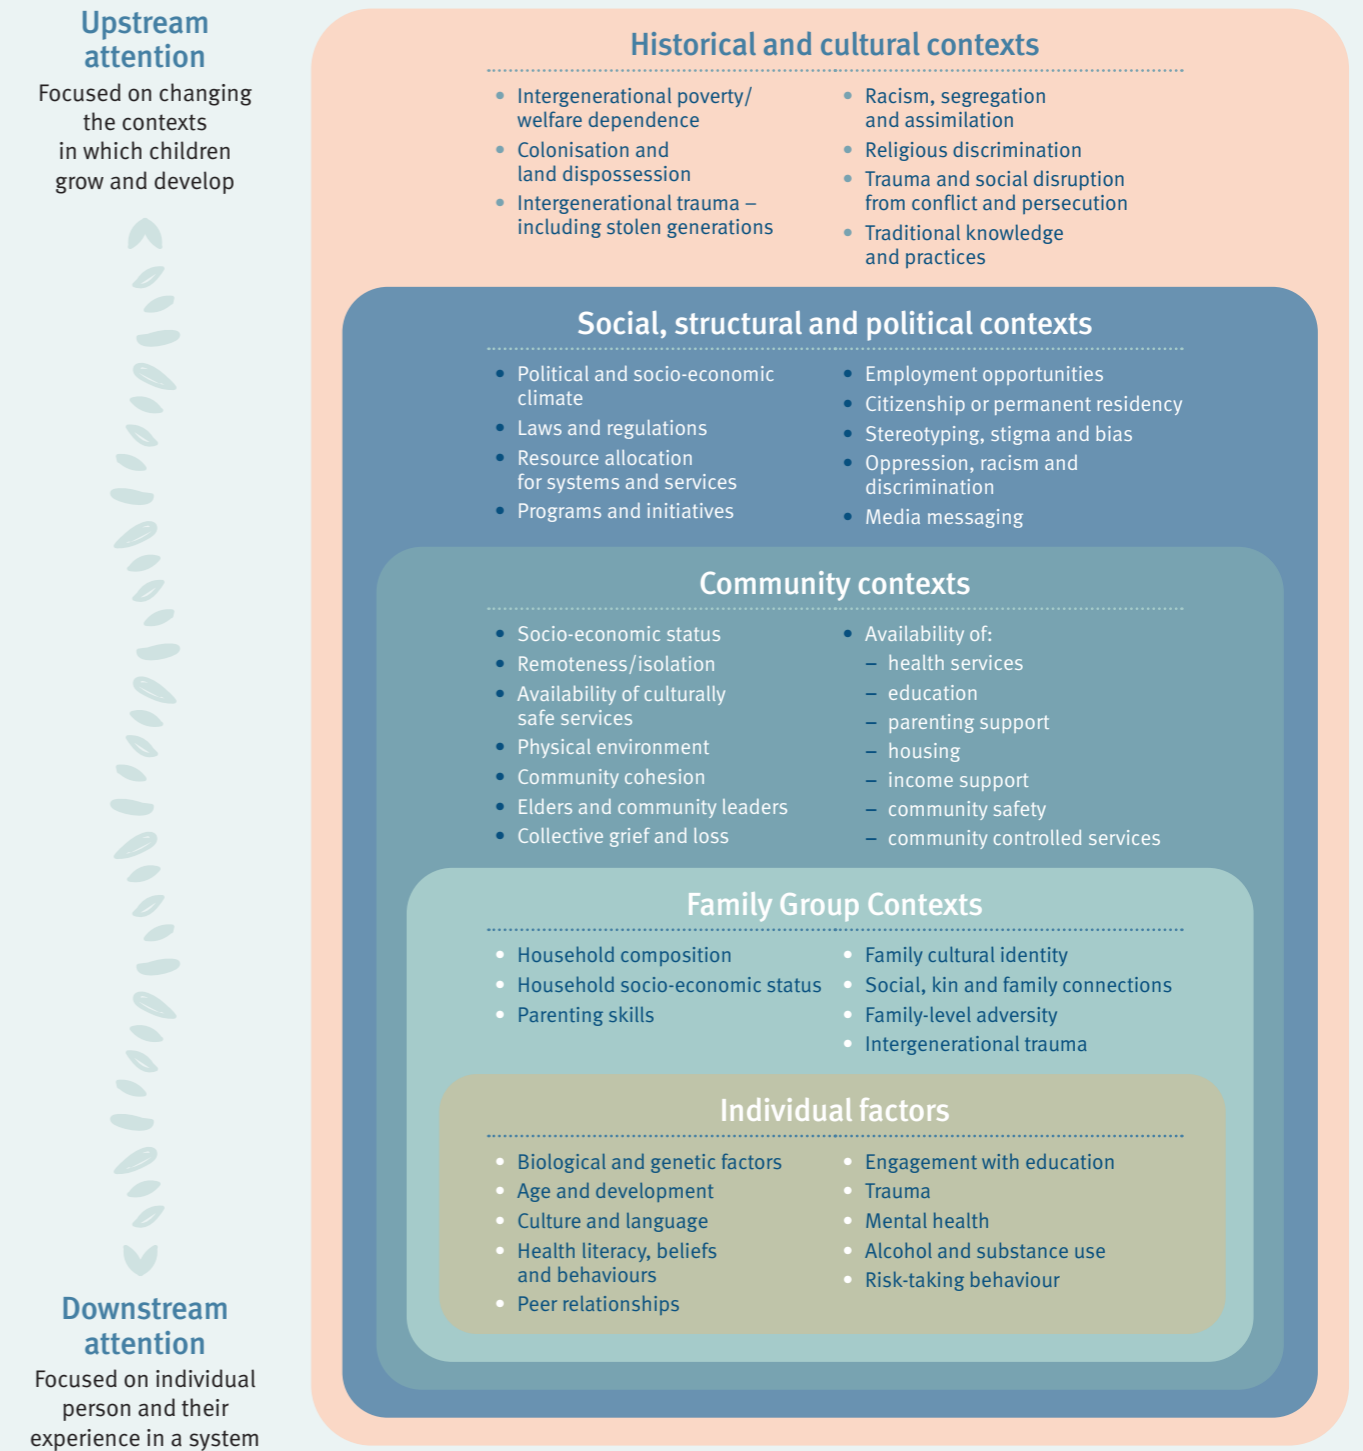 Upstream
attention
Focused on changing
the contexts
in which children
grow and develop
Historical and cultural contexts
• Intergenerational poverty/
welfare dependence
• Colonisation and
land dispossession
• Intergenerational trauma –
including stolen generations
• Racism, segregation
and assimilation
• Religious discrimination
• Trauma and social disruption
from conflict and persecution
• Traditional knowledge
and practices
Social, structural and political contexts
• Political and socio-economic
climate
• Laws and regulations
• Resource allocation
for systems and services
• Programs and initiatives
• Employment opportunities
• Citizenship or permanent residency
• Stereotyping, stigma and bias
• Oppression, racism and
discrimination
• Media messaging
Community contexts
• Socio-economic status
• Remoteness/isolation
• Availability of culturally
safe services
• Physical environment
• Community cohesion
• Elders and community leaders
• Collective grief and loss
• Availability of:
– health services
– education
– parenting support
– housing
– income support
– community safety
– community controlled services
Family Group Contexts
• Household composition
• Household socio-economic status
• Parenting skills
• Family cultural identity
• Social, kin and family connections
• Family-level adversity
• Intergenerational trauma
Individual factors
• Biological and genetic factors
• Age and development
• Culture and language
• Health literacy, beliefs
and behaviours
• Peer relationships
• Engagement with education
• Trauma
• Mental health
• Alcohol and substance use
• Risk-taking behaviour
Downstream
attention
Focused on individual
person and their
experience in a system